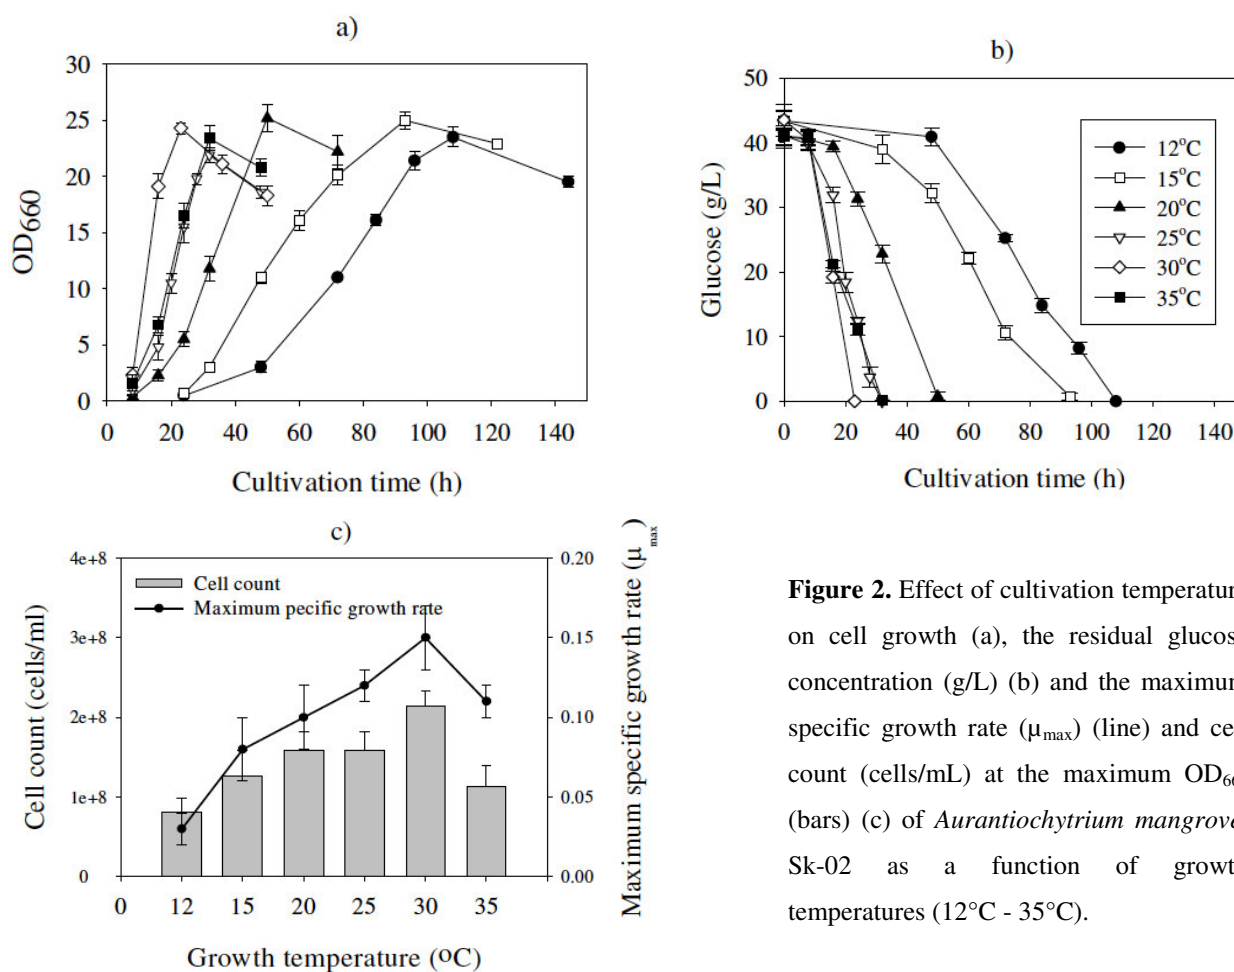 a)
30
25
20
15
10
5
0
OD660
0 20 40 60 80 100 120 140
Cultivation time (h)
b)
50
40
30
20
10
0
Glucose (g/L)
12°C
15°C
20°C
25°C
30°C
35°C
0 20 40 60 80 100 120 140
Cultivation time (h)
c)
4e+8
3e+8
2e+8
1e+8
0
Cell count (cells/ml)
Cell count
Maximum pecific growth rate
0.20
0.15
0.10
0.05
0.00
Maximum specific growth rate (μmax)
0 12 15 20 25 30 35
Growth temperature (OC)
Figure 2. Effect of cultivation temperatur
on cell growth (a), the residual glucos
concentration (g/L) (b) and the maximum
specific growth rate (μmax) (line) and ce
count (cells/mL) at the maximum OD66
(bars) (c) of Aurantiochytrium mangrove
Sk-02 as a function of growt
temperatures (12°C - 35°C).